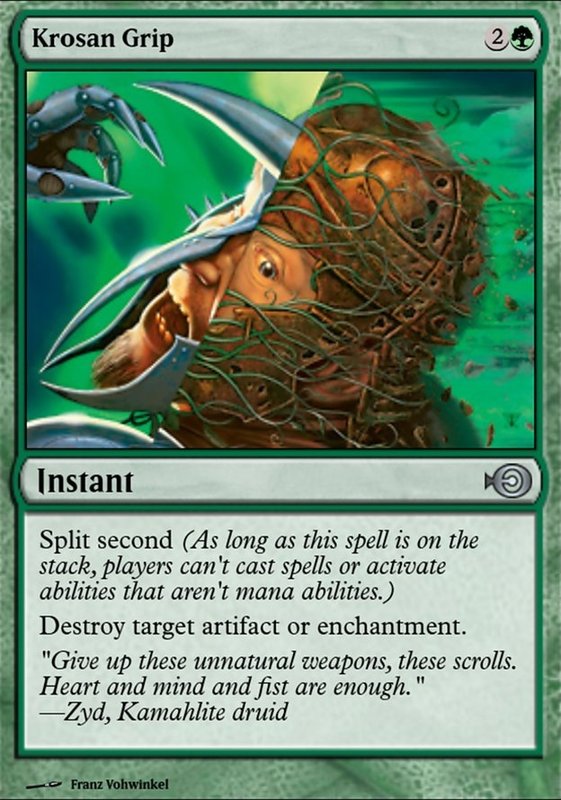 Krosan Grip 2
Instant
Split second (As long as this spell is on the
stack, players can't cast spells or activate
abilities that aren't mana abilities.)
Destroy target artifact or enchantment.
"Give up these unnatural weapons, these scrolls.
Heart and mind and fist are enough."
—Zyd, Kamahlite druid
Franz Vohwinkel